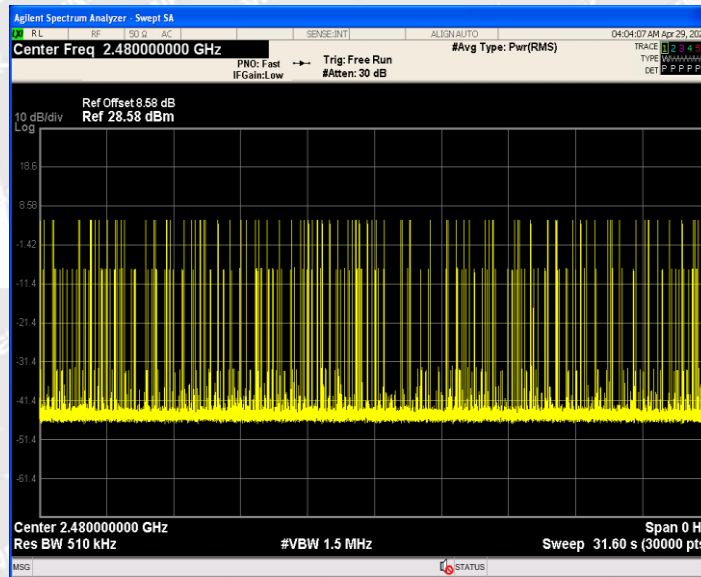 Agilent Spectrum Analyzer - Swept SA
RL RF 50 Ω AC SENSE:INT ALIGN AUTO 04:04:07 AM Apr 29, 202
Center Freq 2.480000000 GHz #Avg Type: Pwr(RMS) TRACE 1 2 3 4 5
PNO: Fast Trig: Free Run TYPE W
IFGain:Low #Atten: 30 dB DET P P P P P
Ref Offset 8.58 dB
10 dB/div Ref 28.58 dBm
Log
18.6
8.58
-1.42
-11.4
-21.4
-31.4
-41.4
-51.4
-61.4
Center 2.480000000 GHz Span 0 H
Res BW 510 kHz #VBW 1.5 MHz Sweep 31.60 s (30000 pts
MSG STATUS